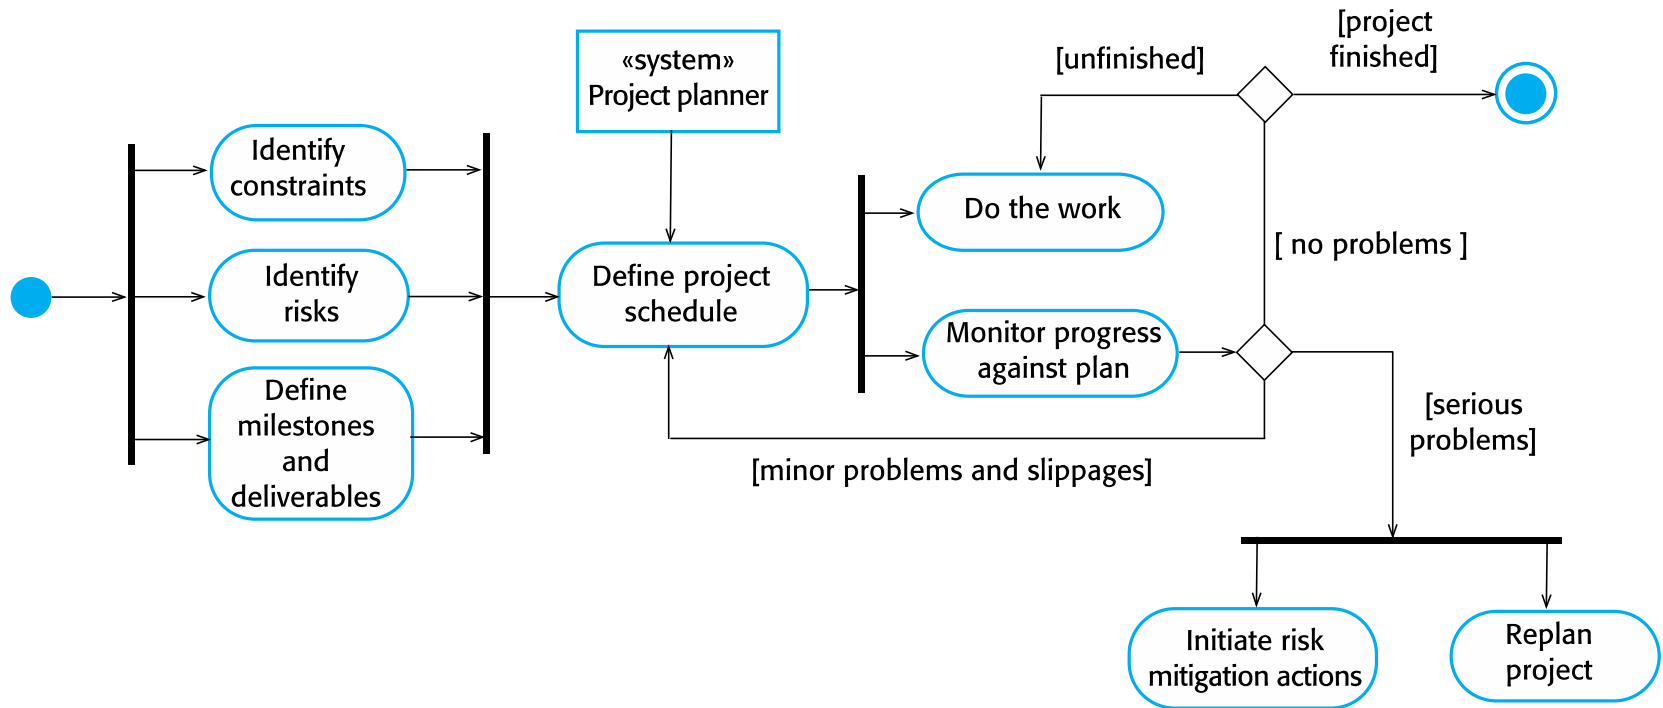 [project
finished]
[unfinished]
«system»
Project planner
Identify
constraints
Do the work
[ no problems ]
Identify
risks
Define project
schedule
Monitor progress
against plan
Define
milestones
and
deliverables
[serious
problems]
[minor problems and slippages]
Initiate risk
mitigation actions
Replan
project